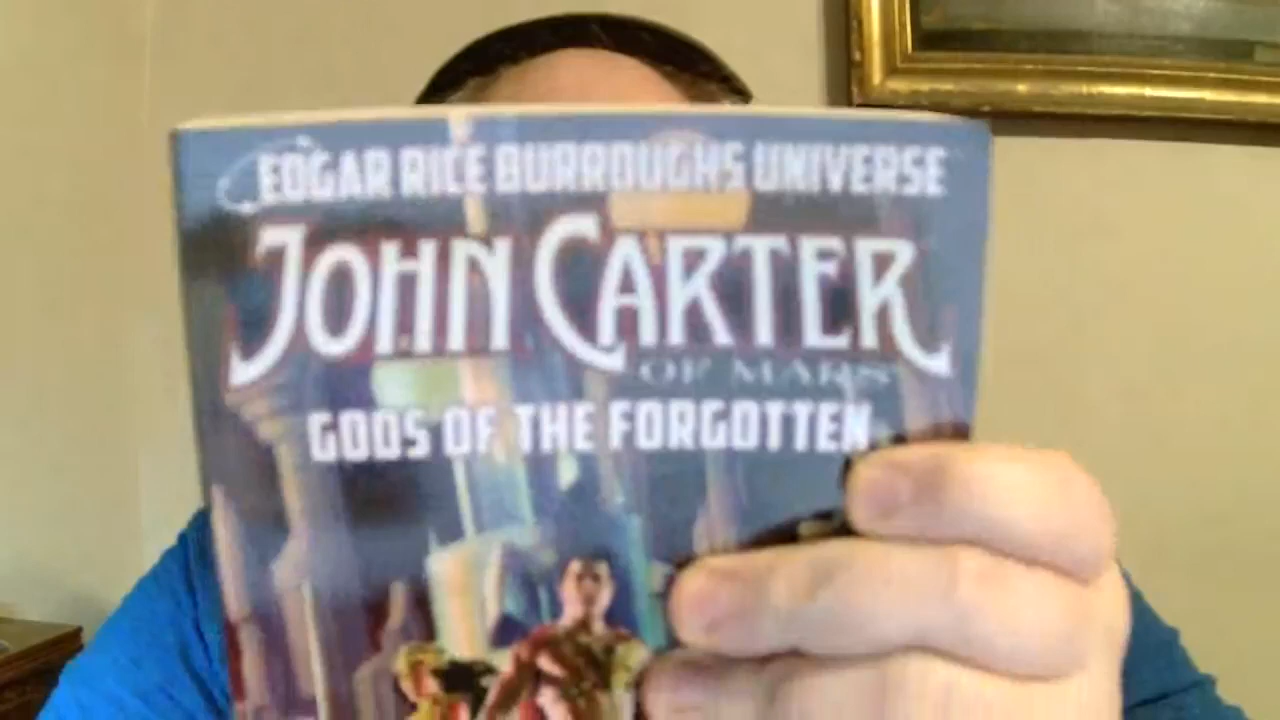 EDGAR RICE BURROUGHS UNIVERSE
JOHN CARTER
OF MARS
GODS OF THE FORGOTTEN